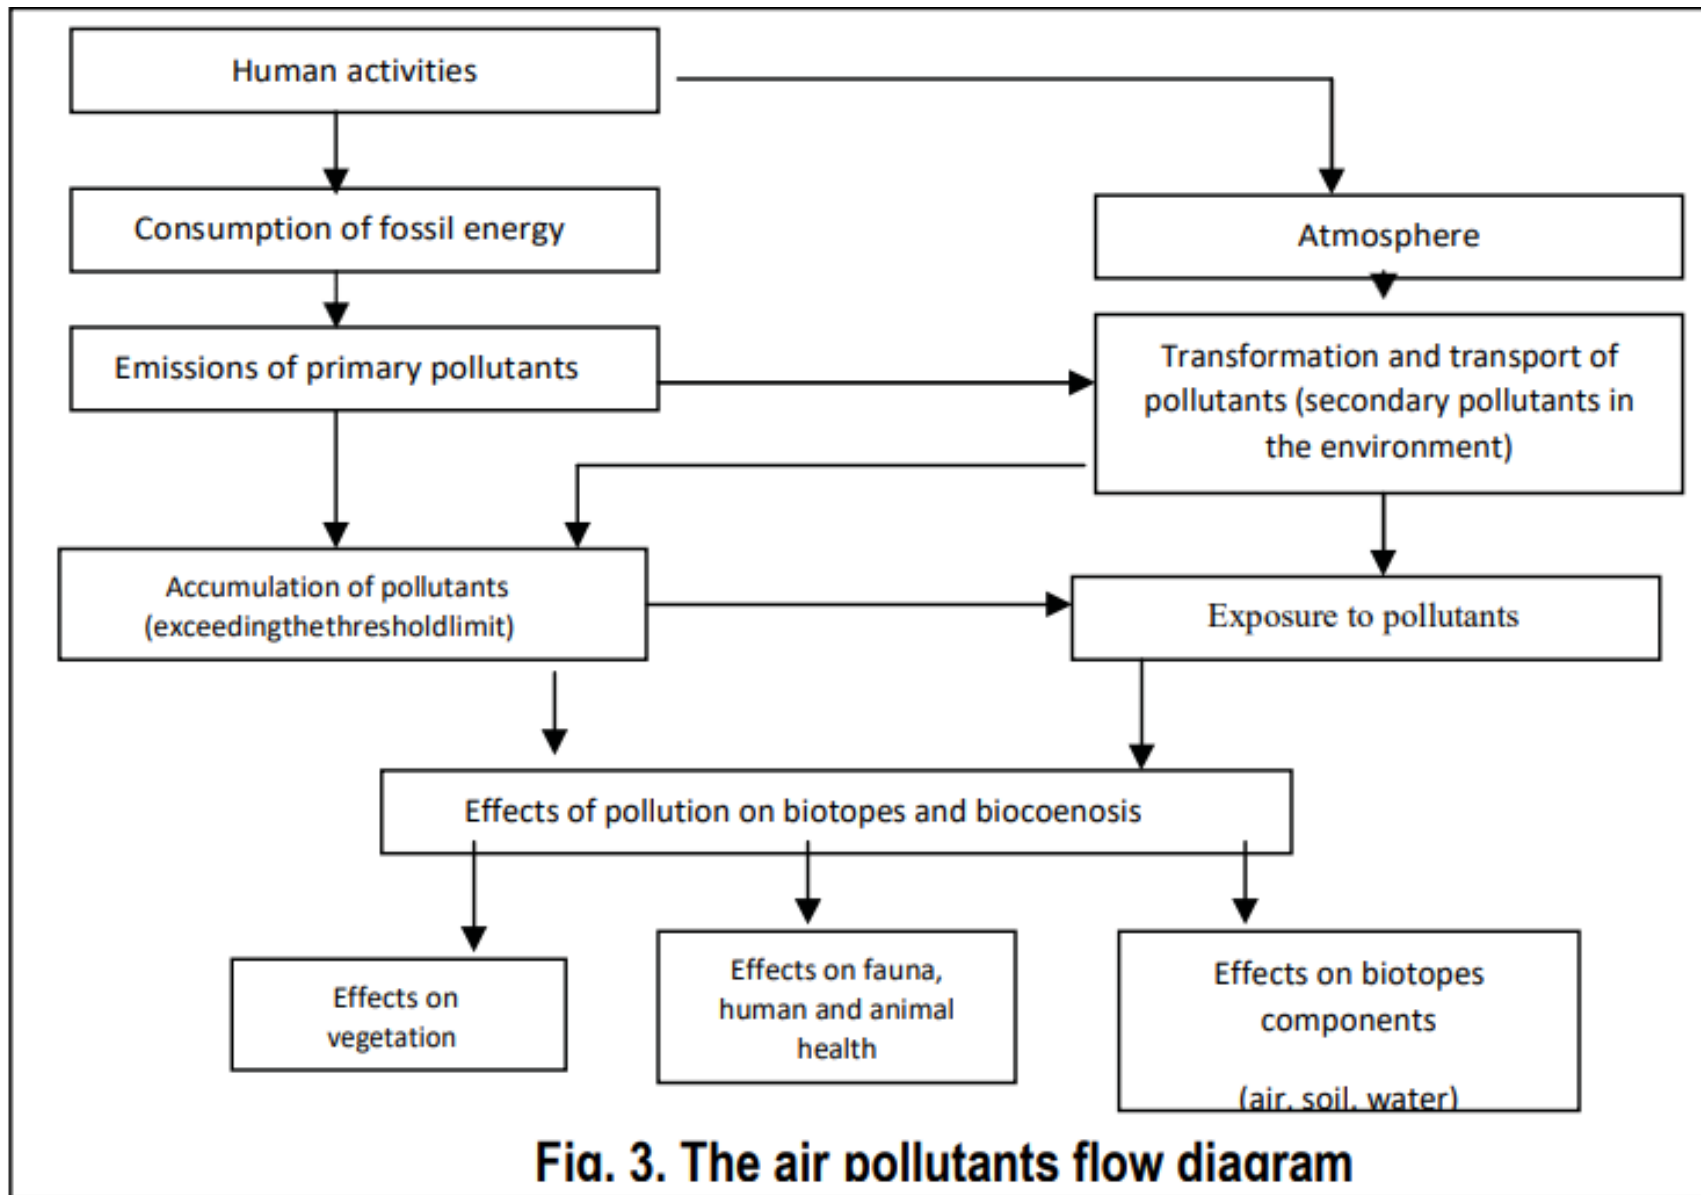 Human activities
Consumption of fossil energy
Atmosphere
Emissions of primary pollutants
Transformation and transport of
pollutants (secondary pollutants in
the environment)
Accumulation of pollutants
(exceedingthethresholdlimit)
Exposure to pollutants
Effects of pollution on biotopes and biocoenosis
Effects on
vegetation
Effects on fauna,
human and animal
health
Effects on biotopes
components
(air, soil, water)
Fig. 3. The air pollutants flow diagram